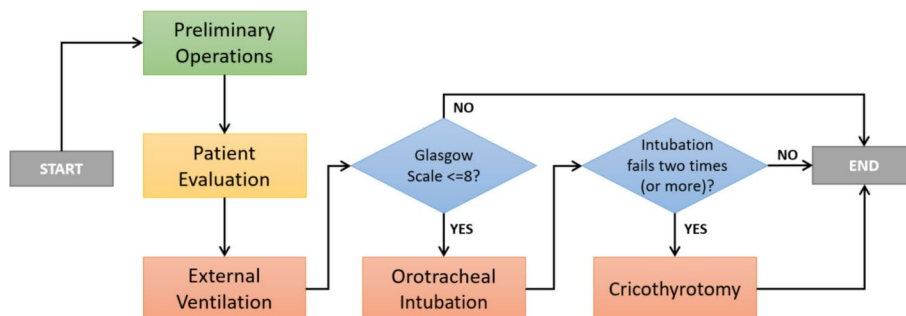 Preliminary
Operations
START
Patient
Evaluation
External
Ventilation
Glasgow
Scale <=8?
NO
YES
Orotracheal
Intubation
Intubation
fails two times
(or more)?
NO
YES
Cricothyrotomy
END